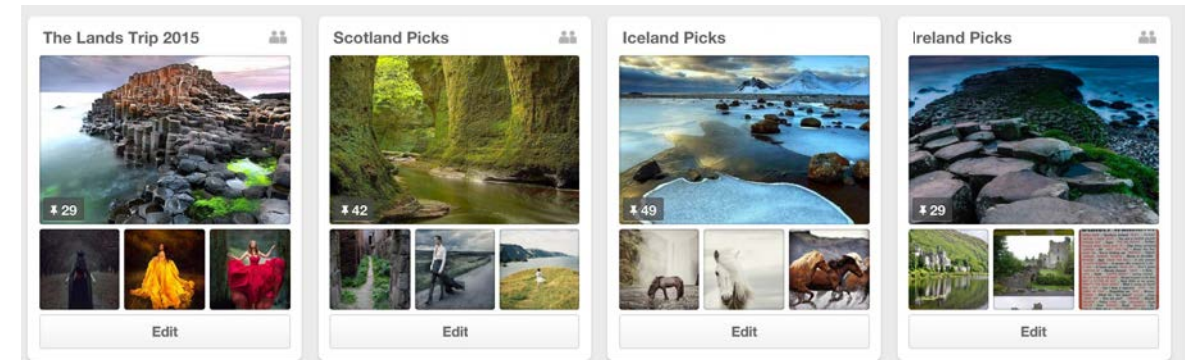 The Lands Trip 2015
29
Edit
Scotland Picks
42
Edit
Iceland Picks
49
Edit
Ireland Picks
29
Edit